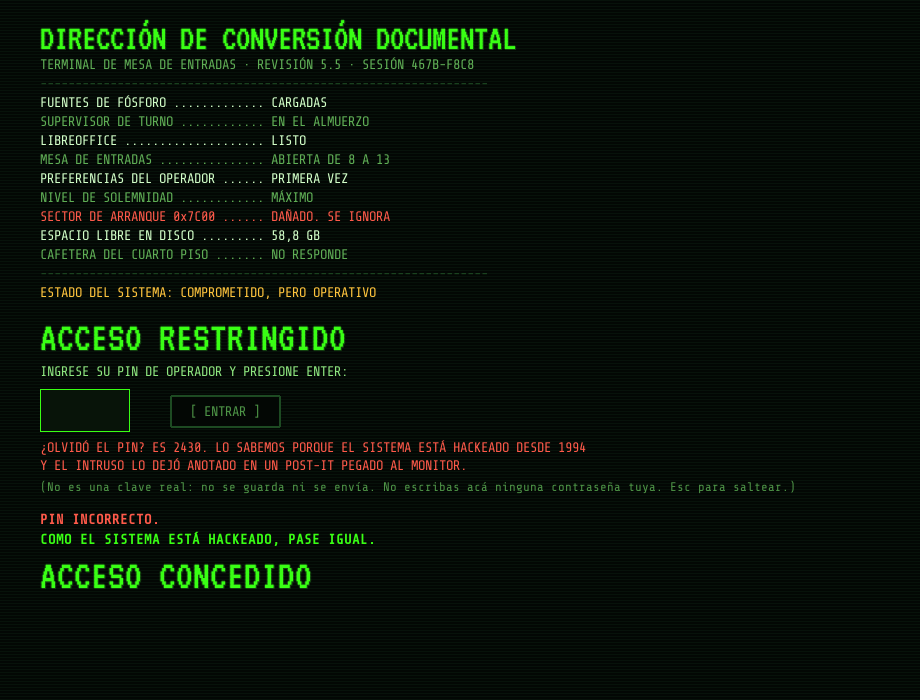 DIRECCIÓN DE CONVERSIÓN DOCUMENTAL
TERMINAL DE MESA DE ENTRADAS · REVISIÓN 5.5 · SESIÓN 467B-F8C8
----------------------------------------------------------------
FUENTES DE FÓSFORO ............. CARGADAS
SUPERVISOR DE TURNO ............ EN EL ALMUERZO
LIBREOFFICE .................... LISTO
MESA DE ENTRADAS ............... ABIERTA DE 8 A 13
PREFERENCIAS DEL OPERADOR ...... PRIMERA VEZ
NIVEL DE SOLEMNIDAD ............ MÁXIMO
SECTOR DE ARRANQUE 0x7C00 ...... DAÑADO. SE IGNORA
ESPACIO LIBRE EN DISCO ......... 58,8 GB
CAFETERA DEL CUARTO PISO ....... NO RESPONDE
----------------------------------------------------------------
ESTADO DEL SISTEMA: COMPROMETIDO, PERO OPERATIVO
ACCESO RESTRINGIDO
INGRESE SU PIN DE OPERADOR Y PRESIONE ENTER:
[ ENTRAR ]
¿OLVIDÓ EL PIN? ES 2430. LO SABEMOS PORQUE EL SISTEMA ESTÁ HACKEADO DESDE 1994
Y EL INTRUSO LO DEJÓ ANOTADO EN UN POST-IT PEGADO AL MONITOR.
(No es una clave real: no se guarda ni se envía. No escribas acá ninguna contraseña tuya. Esc para saltear.)
PIN INCORRECTO.
COMO EL SISTEMA ESTÁ HACKEADO, PASE IGUAL.
ACCESO CONCEDIDO